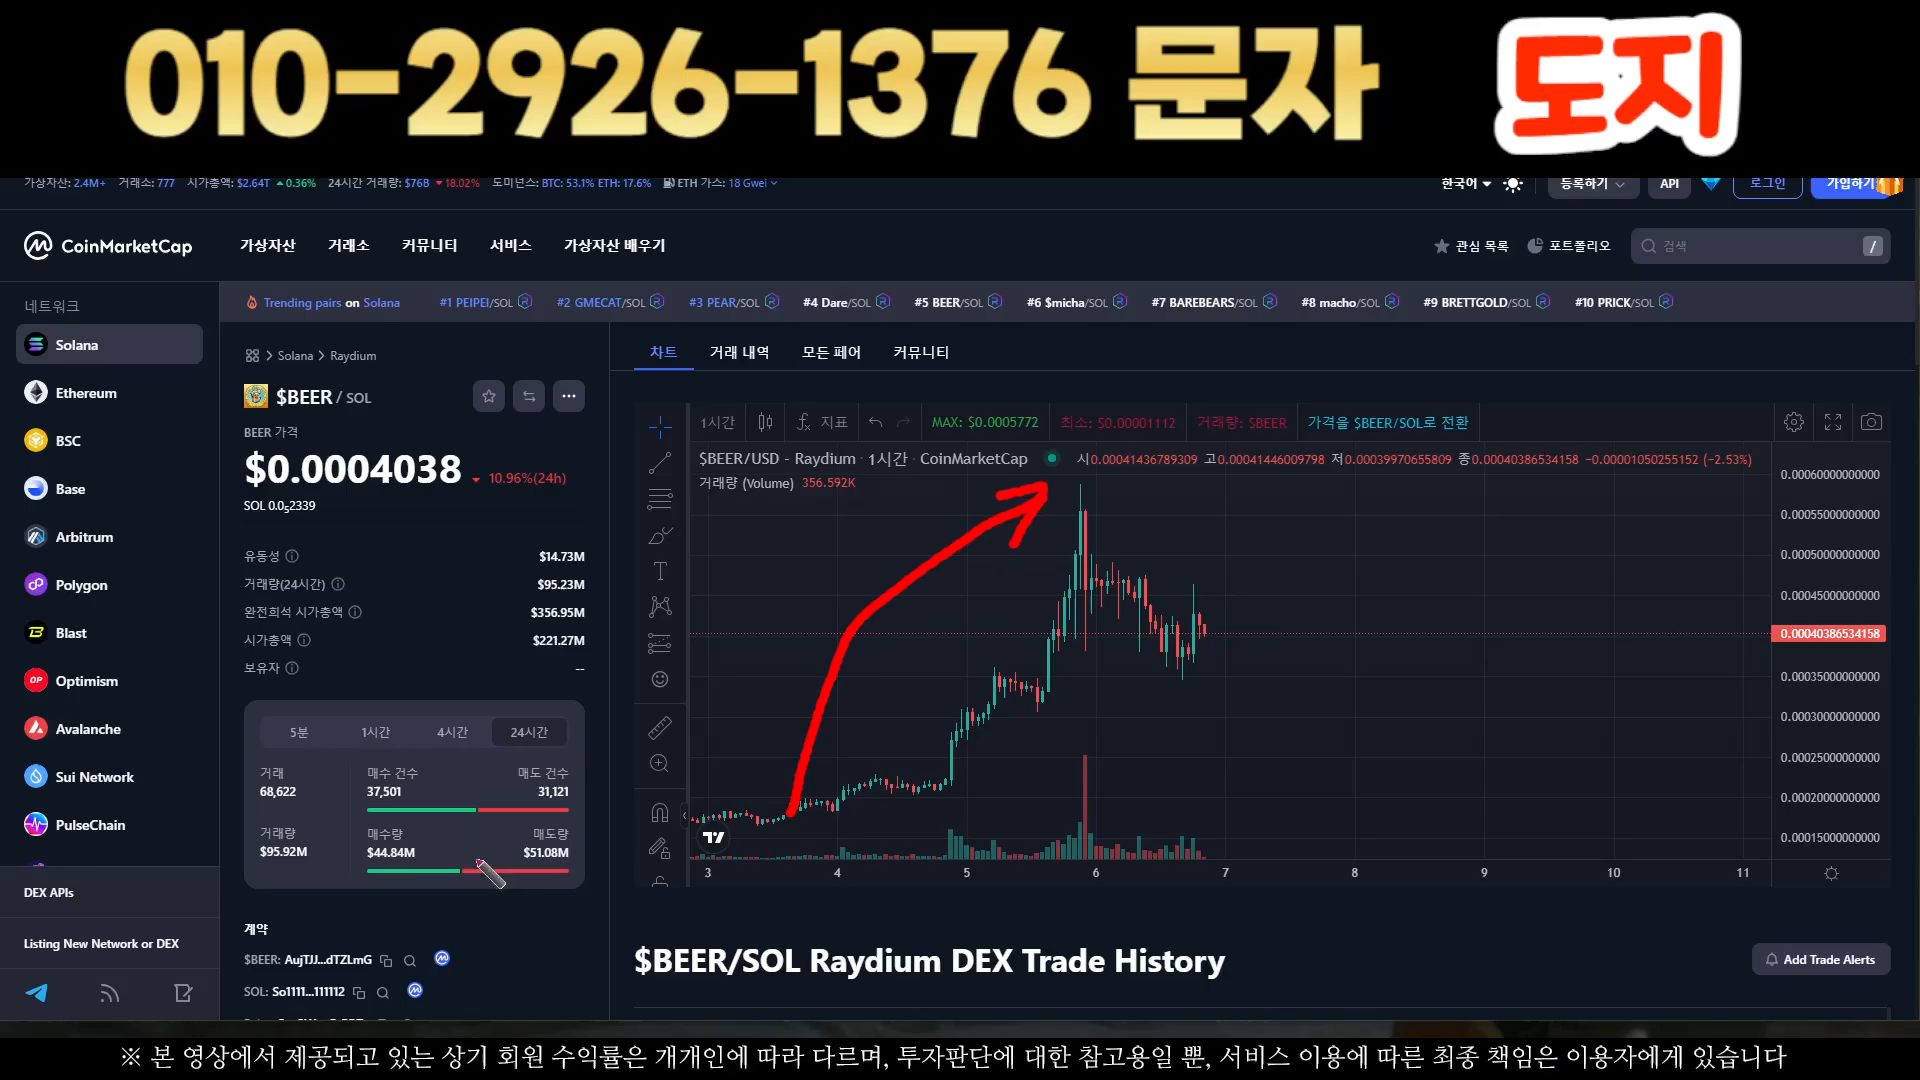 010-2926-1376 문자 도지
가상자산: 2.4M+ 거래소: 777 시가총액: $2.64T 0.36% 24시간 거래량: $76B 18.02% 도미넌스: BTC: 53.1% ETH: 17.6% ETH 가스: 18 Gwei
한국어 등록하기 API 로그인 가입하기
CoinMarketCap 가상자산 거래소 커뮤니티 서비스 가상자산 배우기 관심 목록 포트폴리오 검색 /
네트워크
Solana
Ethereum
BSC
Base
Arbitrum
Polygon
Blast
Optimism
Avalanche
Sui Network
PulseChain
DEX APIs
Listing New Network or DEX
Trending pairs on Solana #1 PEIPEI/SOL #2 GMECAT/SOL #3 PEAR/SOL #4 Dare/SOL #5 BEER/SOL #6 $micha/SOL #7 BAREBEARS/SOL #8 macho/SOL #9 BRETTGOLD/SOL #10 PRICK/SOL
Solana > Raydium
$BEER / SOL
BEER 가격
$0.0004038 10.96%(24h)
SOL 0.0₅2339
유동성 $14.73M
거래량(24시간) $95.23M
완전희석 시가총액 $356.95M
시가총액 $221.27M
보유자 --
5분 1시간 4시간 24시간
거래 매수 건수 매도 건수
68,622 37,501 31,121
거래량 매수량 매도량
$95.92M $44.84M $51.08M
계약
$BEER: AujTJJ...dTZLmG
SOL: So1111...111112
차트 거래 내역 모든 페어 커뮤니티
1시간 지표 MAX: $0.0005772 최소: $0.00001112 거래량: $BEER 가격을 $BEER/SOL로 전환
$BEER/USD - Raydium · 1시간 · CoinMarketCap 시0.00041436789309 고0.00041446009798 저0.00039970655809 종0.00040386534158 −0.00001050255152 (−2.53%)
거래량 (Volume) 356.592K
0.00060000000000
0.00055000000000
0.00050000000000
0.00045000000000
0.00040386534158
0.00035000000000
0.00030000000000
0.00025000000000
0.00020000000000
0.00015000000000
3 4 5 6 7 8 9 10 11
$BEER/SOL Raydium DEX Trade History
Add Trade Alerts
※ 본 영상에서 제공되고 있는 상기 회원 수익률은 개개인에 따라 다르며, 투자판단에 대한 참고용일 뿐, 서비스 이용에 따른 최종 책임은 이용자에게 있습니다